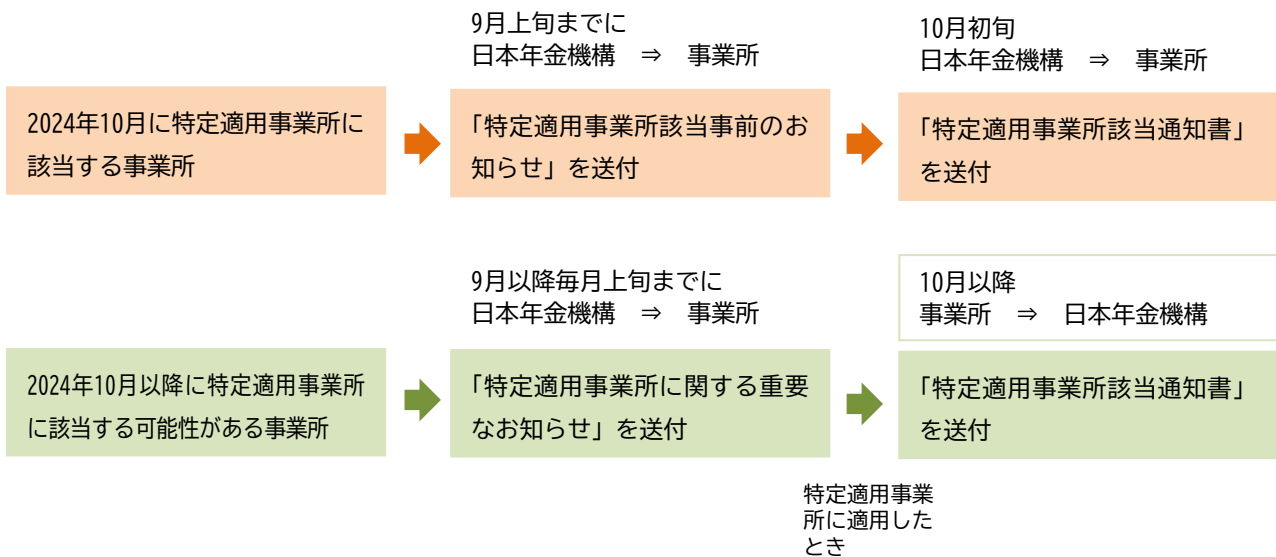 9月上旬までに
日本年金機構　⇒　事業所
10月初旬
日本年金機構　⇒　事業所
2024年10月に特定適用事業所に
該当する事業所
「特定適用事業所該当事前のお
知らせ」を送付
「特定適用事業所該当通知書」
を送付
9月以降毎月上旬までに
日本年金機構　⇒　事業所
10月以降
事業所　⇒　日本年金機構
2024年10月以降に特定適用事業所
に該当する可能性がある事業所
「特定適用事業所に関する重要
なお知らせ」を送付
「特定適用事業所該当通知書」
を送付
特定適用事業
所に適用した
とき